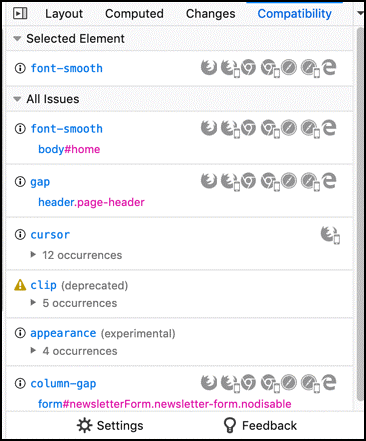 Layout Computed Changes Compatibility
Selected Element
font-smooth
All Issues
font-smooth
body#home
gap
header.page-header
cursor
12 occurrences
clip (deprecated)
5 occurrences
appearance (experimental)
4 occurrences
column-gap
form#newsletterForm.newsletter-form.nodisable
Settings Feedback